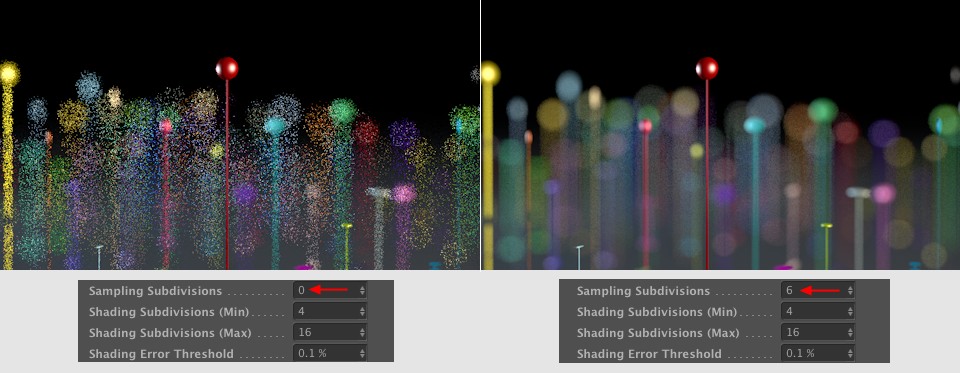 Sampling Subdivisions . . . . . . . . . 0
Shading Subdivisions (Min) . . . . . 4
Shading Subdivisions (Max) . . . . 16
Shading Error Threshold . . . . . . . 0.1 %
Sampling Subdivisions . . . . . . . . . 6
Shading Subdivisions (Min) . . . . . 4
Shading Subdivisions (Max) . . . . 16
Shading Error Threshold . . . . . . . 0.1 %